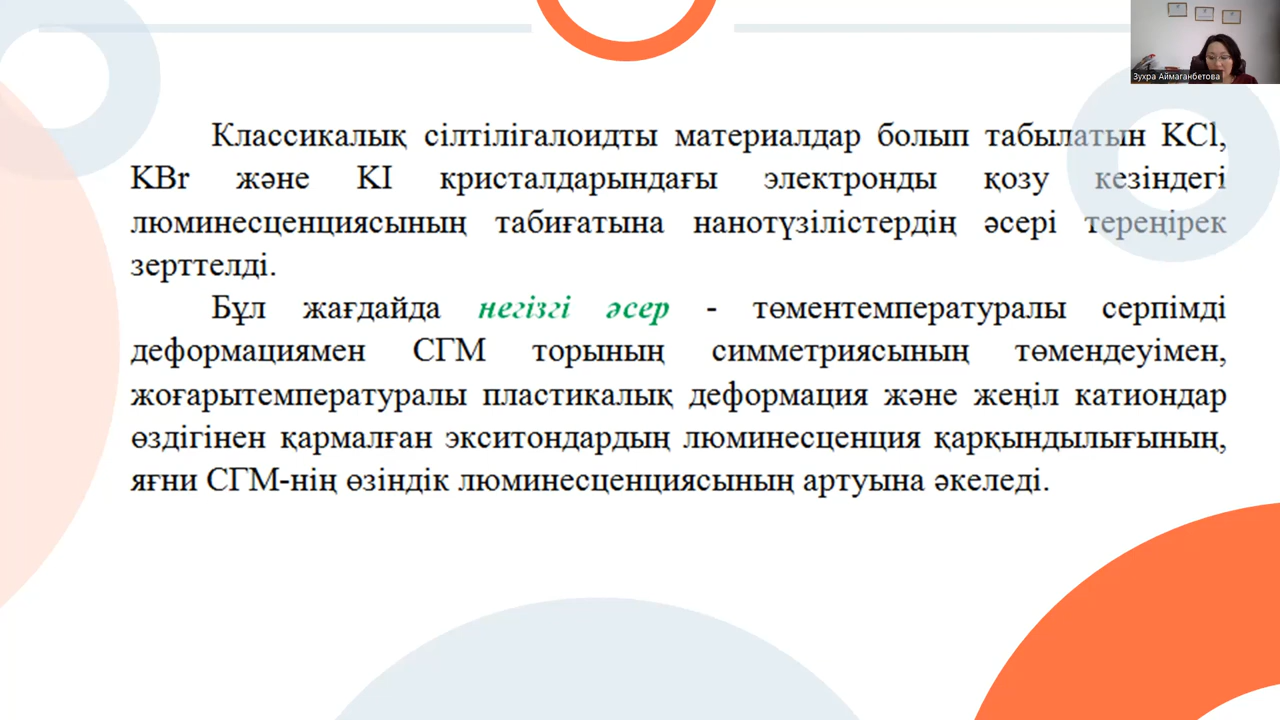 Зухра Аймаганбетова
Классикалық сілтілігалоидты материалдар болып табылатын KCl,
KBr және KI кристалдарындағы электронды қозу кезіндегі
люминесценциясының табиғатына нанотүзілістердің әсері тереңірек
зерттелді.
Бұл жағдайда негізгі әсер - төментемпературалы серпімді
деформациямен СГМ торының симметриясының төмендеуімен,
жоғарытемпературалы пластикалық деформация және жеңіл катиондар
өздігінен қармалған экситондардың люминесценция қарқындылығының,
яғни СГМ-нің өзіндік люминесценциясының артуына әкеледі.